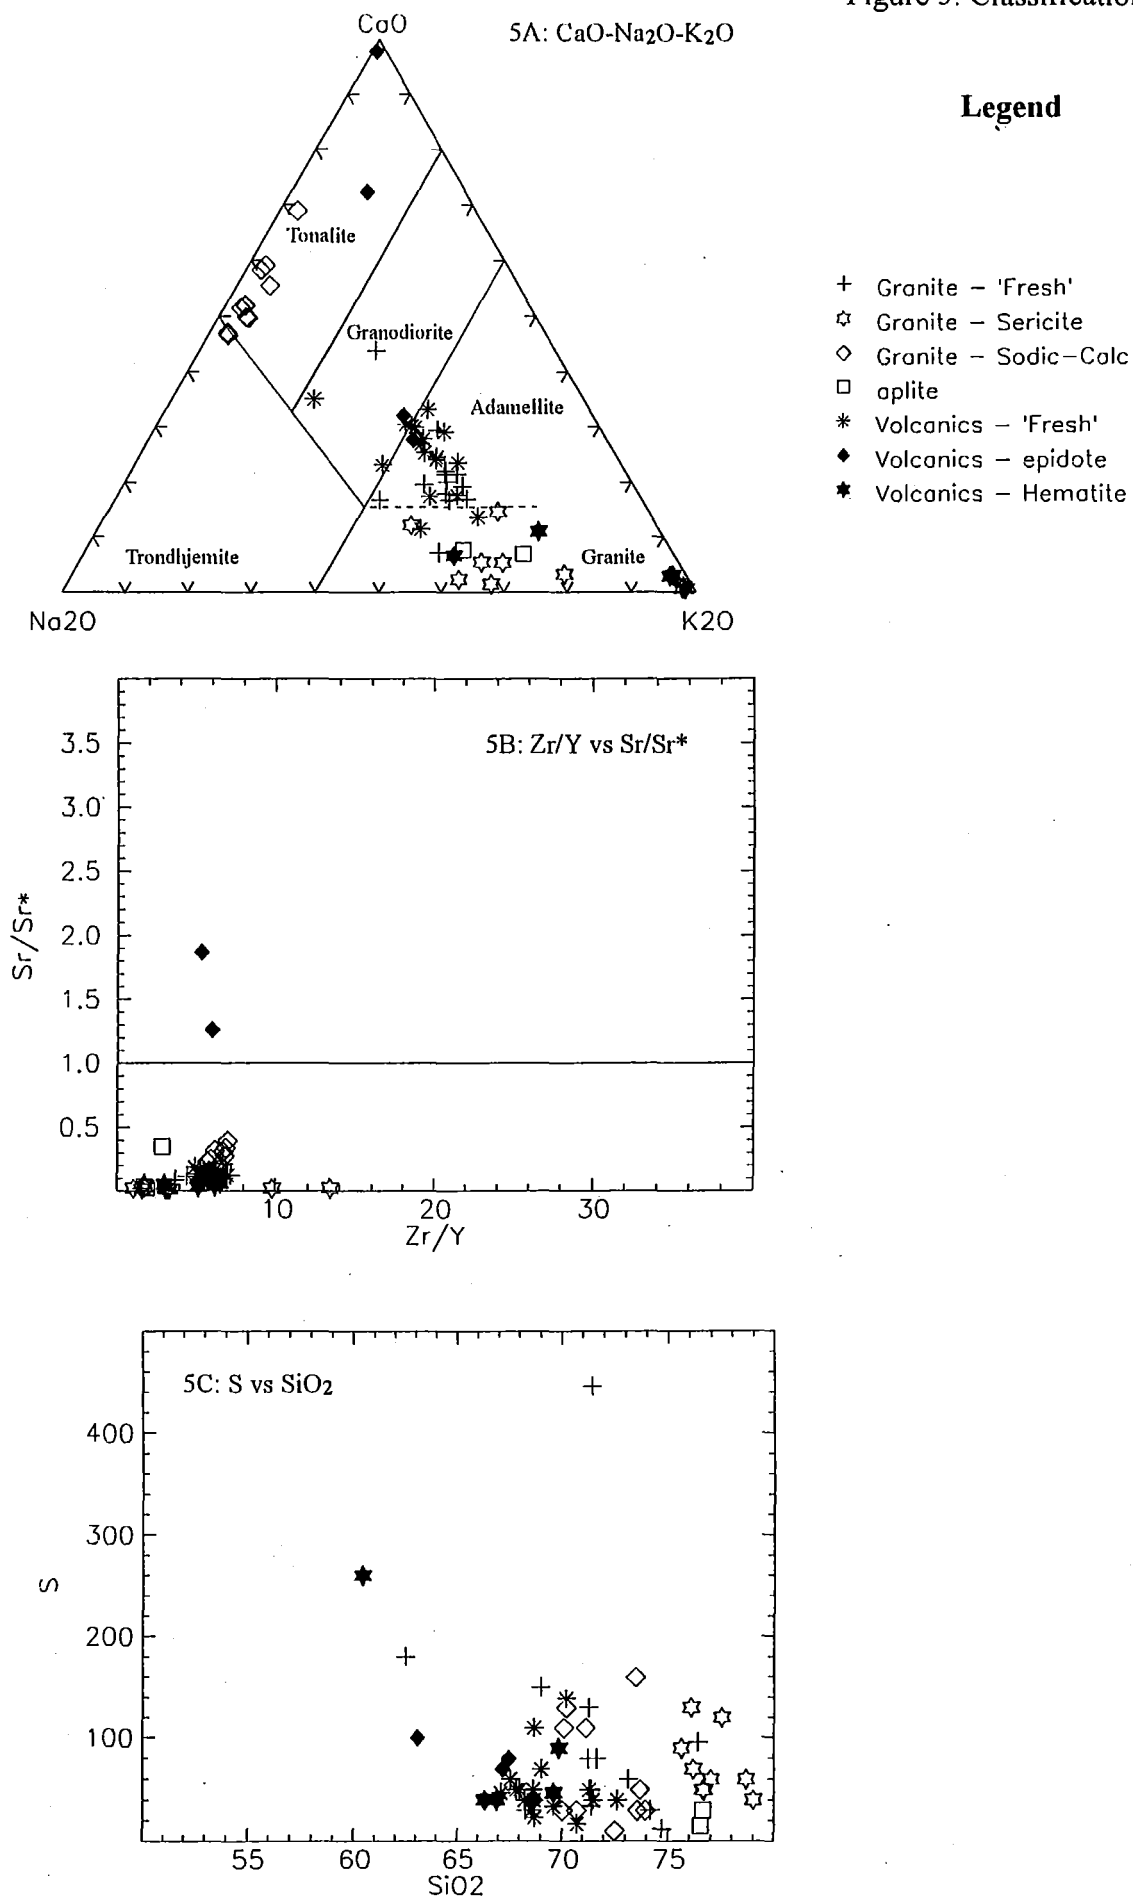 5A: CaO-Na2O-K2O
CaO
Legend
Tonalite
Granodiorite
Adamellite
Trondhjemite
Granite
Na2O
K2O
+ Granite – 'Fresh'
Granite – Sericite
Granite – Sodic–Calc
aplite
Volcanics – 'Fresh'
Volcanics – epidote
Volcanics – Hematite
5B: Zr/Y vs Sr/Sr*
3.5
3.0
2.5
2.0
1.5
1.0
0.5
Sr/Sr*
10
20
30
Zr/Y
5C: S vs SiO2
400
300
200
100
S
55
60
65
70
75
SiO2